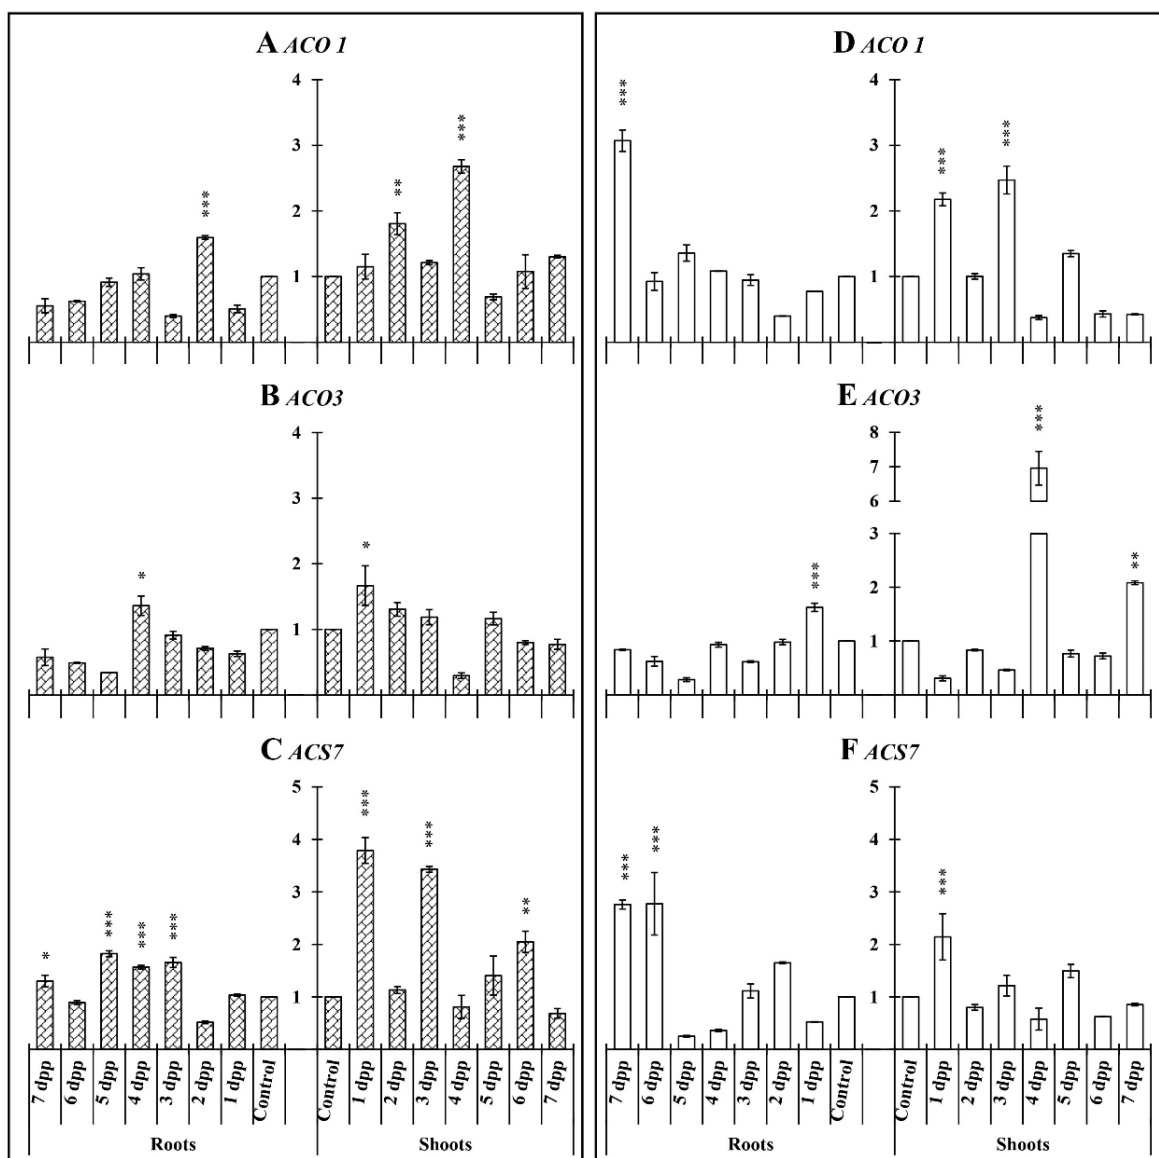 A ACO 1
4
3
2
1
***
**
***
D ACO 1
4
3
2
1
***
***
***
B ACO3
4
3
2
1
*
*
E ACO3
8
7
6
3
2
1
***
***
**
C ACS7
5
4
3
2
1
*
***
***
***
***
***
**
F ACS7
5
4
3
2
1
***
***
***
7 dpp
6 dpp
5 dpp
4 dpp
3 dpp
2 dpp
1 dpp
Control
Control
1 dpp
2 dpp
3 dpp
4 dpp
5 dpp
6 dpp
7 dpp
Roots
Shoots
7 dpp
6 dpp
5 dpp
4 dpp
3 dpp
2 dpp
1 dpp
Control
Control
1 dpp
2 dpp
3 dpp
4 dpp
5 dpp
6 dpp
7 dpp
Roots
Shoots